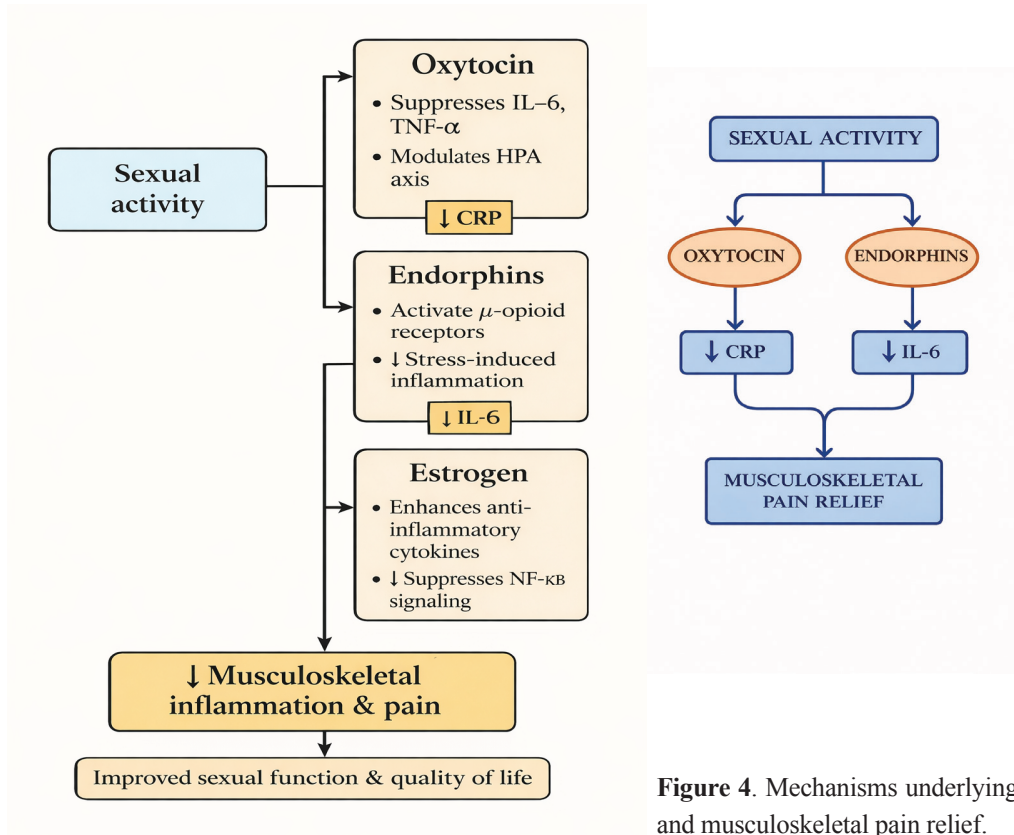 Sexual
activity
Oxytocin
• Suppresses IL–6,
TNF-α
• Modulates HPA
axis
↓ CRP
Endorphins
• Activate μ-opioid
receptors
• ↓ Stress-induced
inflammation
↓ IL-6
Estrogen
• Enhances anti-
inflammatory
cytokines
• ↓ Suppresses NF-κB
signaling
↓ Musculoskeletal
inflammation & pain
Improved sexual function & quality of life
SEXUAL ACTIVITY
OXYTOCIN
ENDORPHINS
↓ CRP
↓ IL-6
MUSCULOSKELETAL
PAIN RELIEF
Figure 4. Mechanisms underlying
and musculoskeletal pain relief.